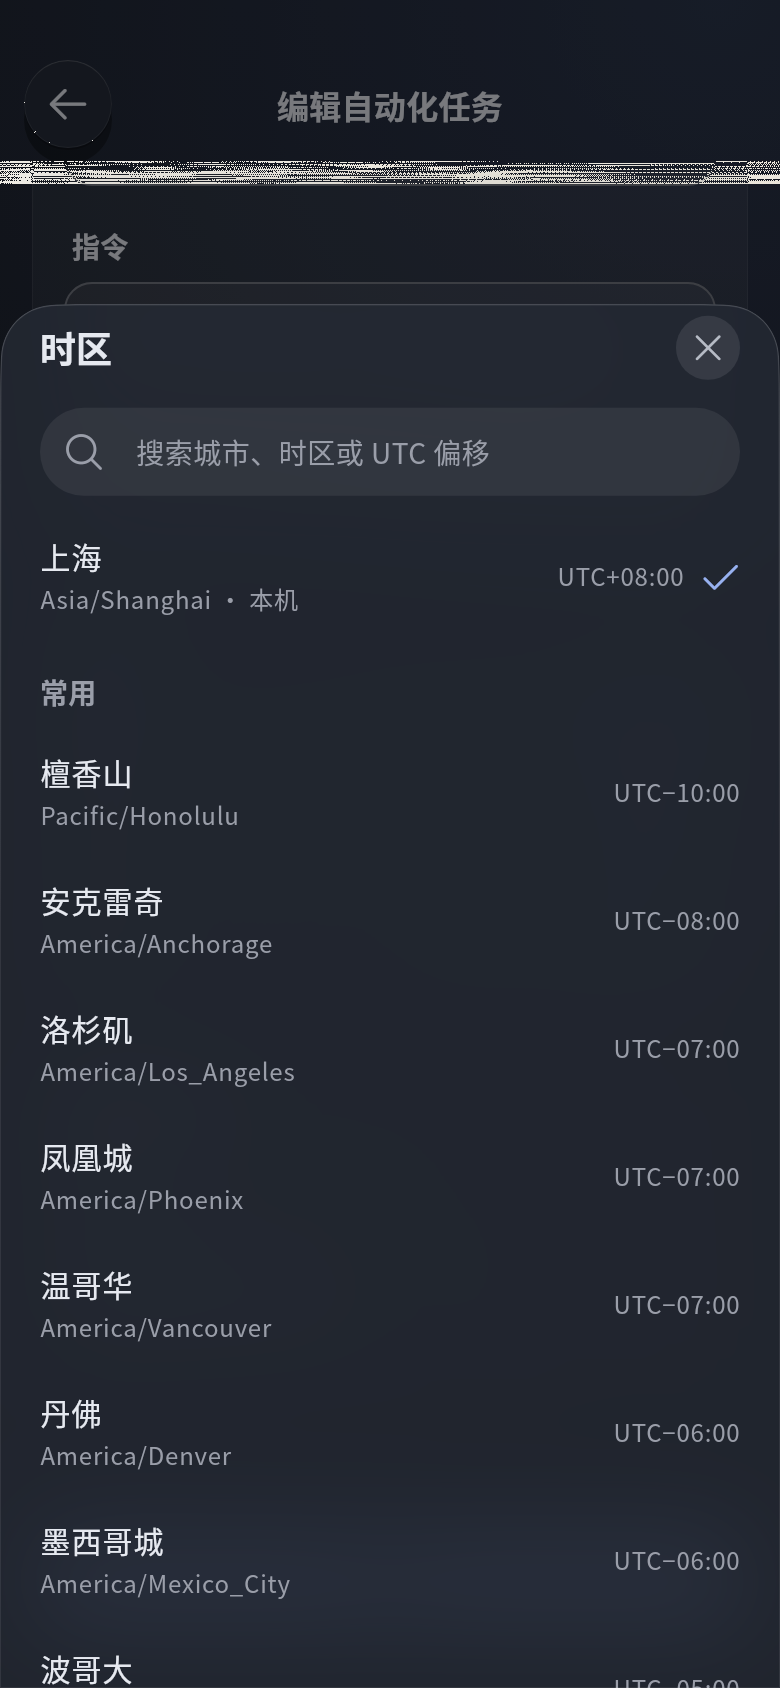 编辑自动化任务
指令
时区
搜索城市、时区或 UTC 偏移
上海
Asia/Shanghai • 本机
UTC+08:00
常用
檀香山
Pacific/Honolulu
UTC−10:00
安克雷奇
America/Anchorage
UTC−08:00
洛杉矶
America/Los_Angeles
UTC−07:00
凤凰城
America/Phoenix
UTC−07:00
温哥华
America/Vancouver
UTC−07:00
丹佛
America/Denver
UTC−06:00
墨西哥城
America/Mexico_City
UTC−06:00
波哥大
UTC−05:00